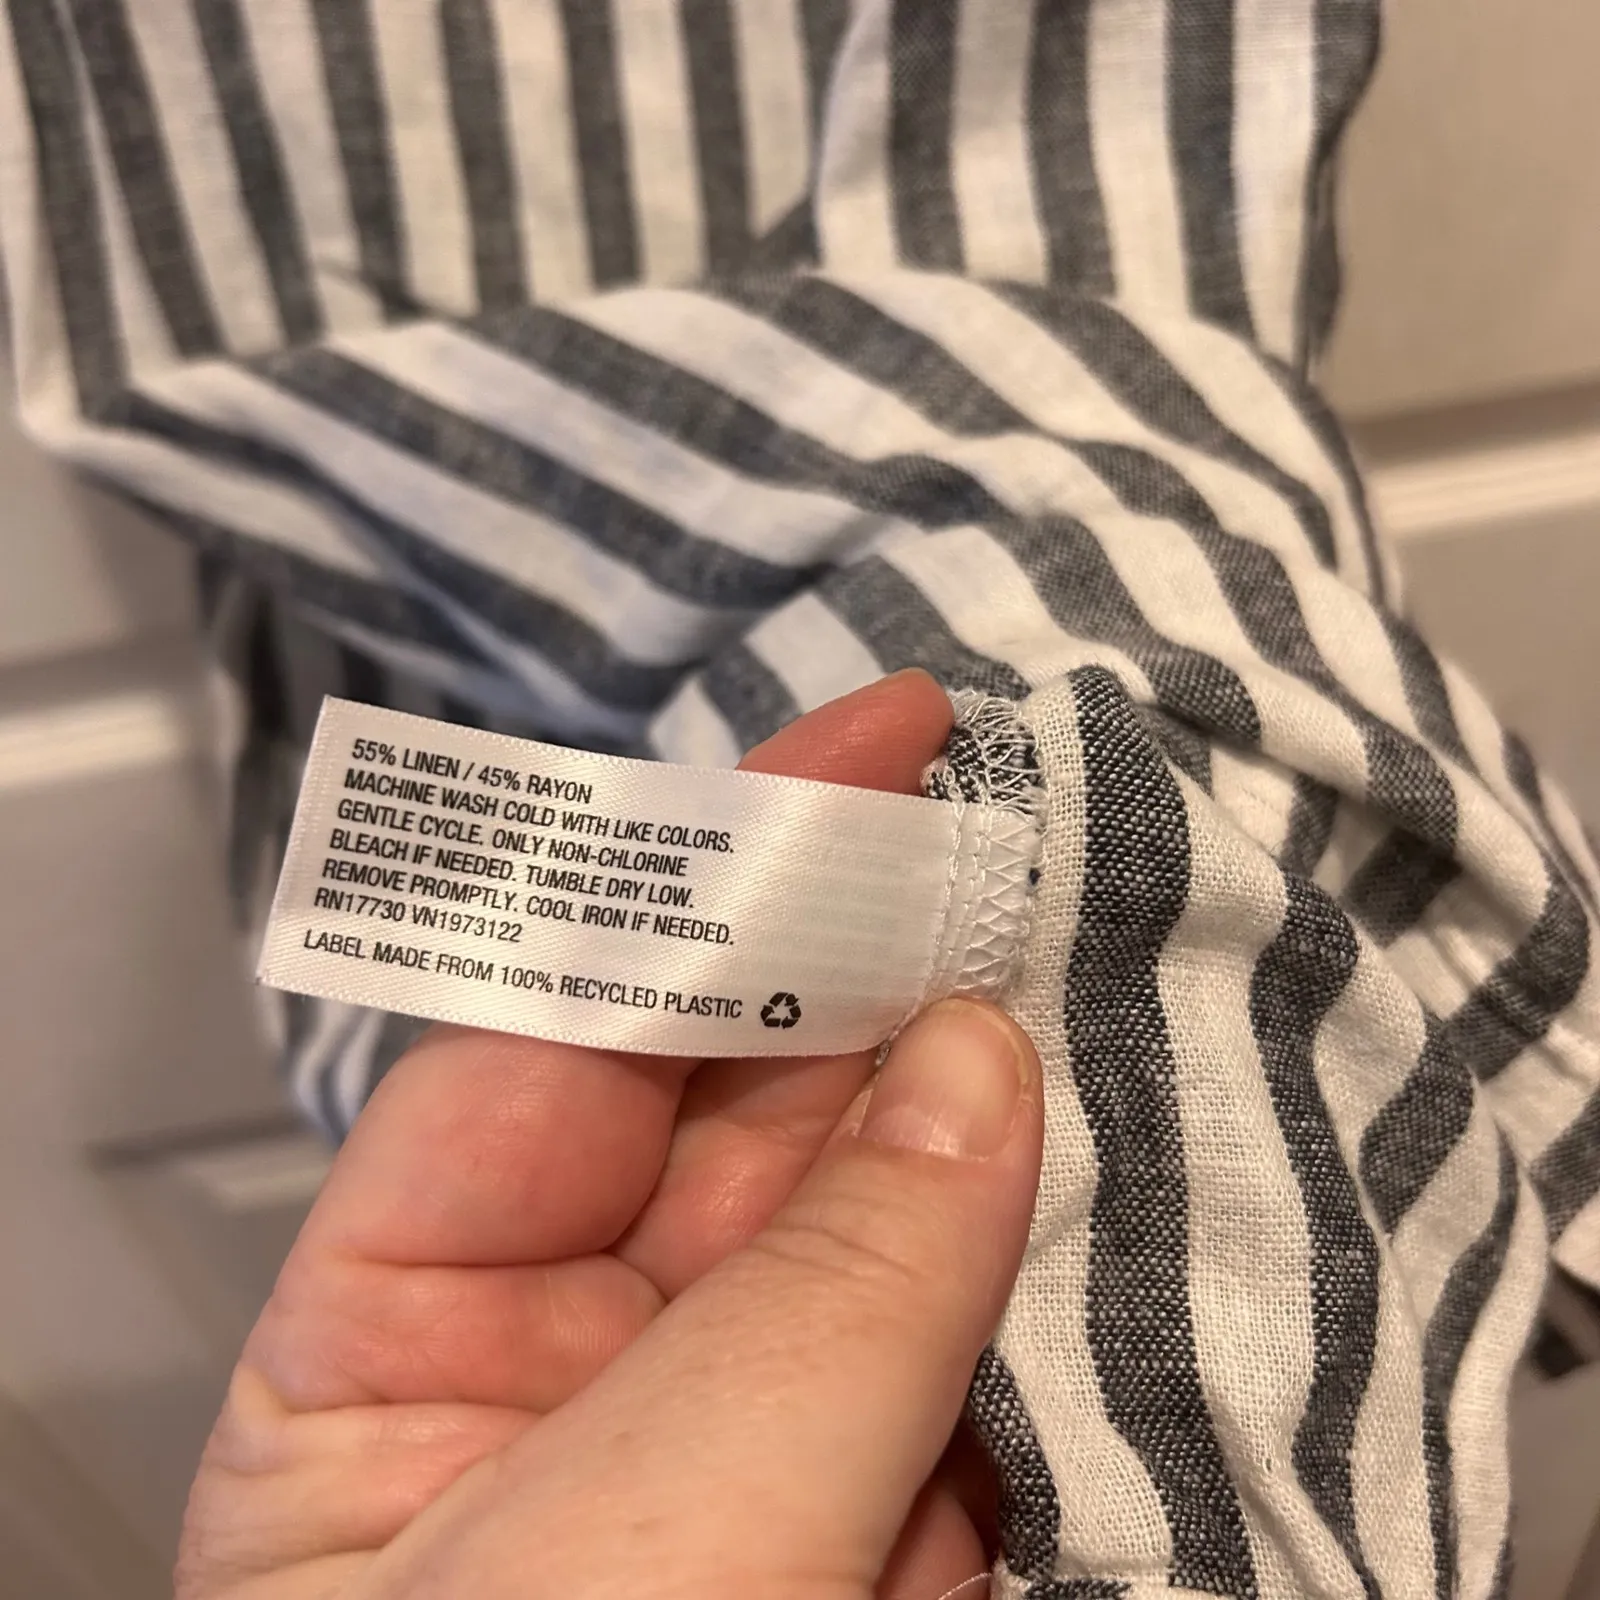 55% LINEN / 45% RAYON
MACHINE WASH COLD WITH LIKE COLORS.
GENTLE CYCLE. ONLY NON-CHLORINE
BLEACH IF NEEDED. TUMBLE DRY LOW.
REMOVE PROMPTLY. COOL IRON IF NEEDED.
RN17730 VN1973122
LABEL MADE FROM 100% RECYCLED PLASTIC